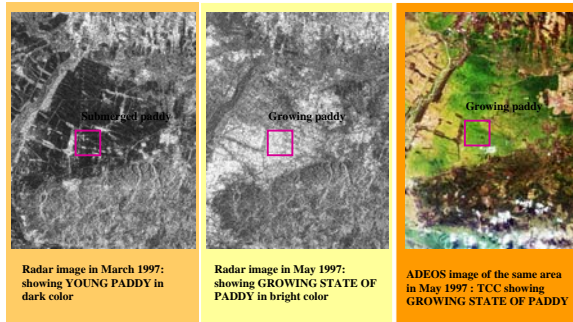 Submerged paddy
Growing paddy
Growing paddy
Radar image in March 1997:
showing YOUNG PADDY in
dark color
Radar image in May 1997:
showing GROWING STATE OF
PADDY in bright color
ADEOS image of the same area
in May 1997 : TCC showing
GROWING STATE OF PADDY